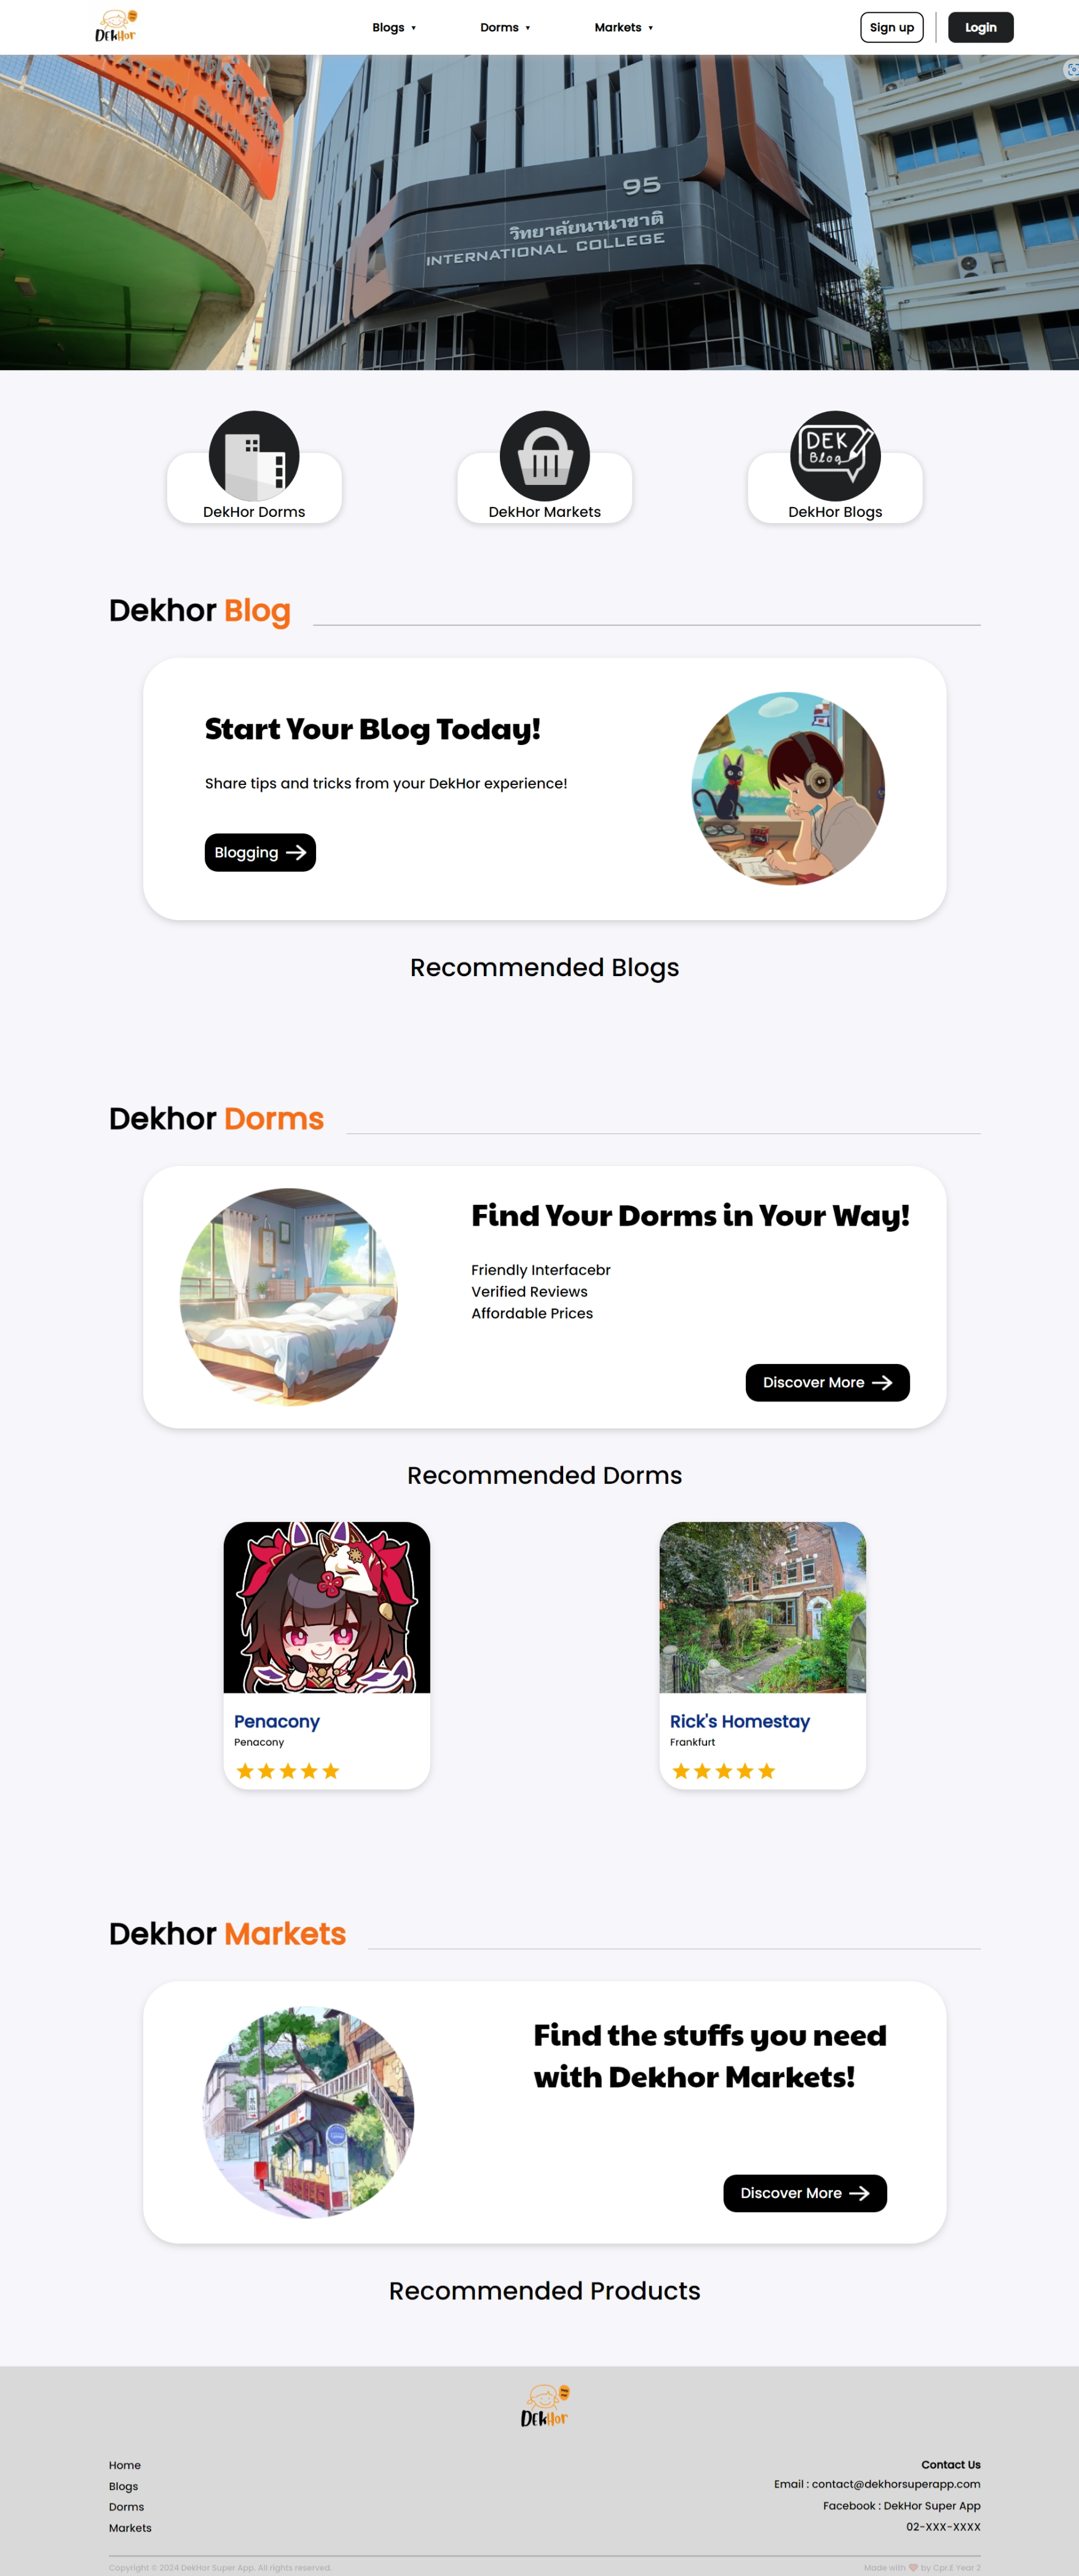 DEkHor
Blogs ▼
Dorms ▼
Markets ▼
Sign up
Login
95
วิทยาลัยนานาชาติ
INTERNATIONAL COLLEGE
DEK
Blog
DekHor Dorms
DekHor Markets
DekHor Blogs
Dekhor Blog
Start Your Blog Today!
Share tips and tricks from your DekHor experience!
Blogging →
Recommended Blogs
Dekhor Dorms
Find Your Dorms in Your Way!
Friendly Interfacebr
Verified Reviews
Affordable Prices
Discover More →
Recommended Dorms
Penacony
Penacony
Rick's Homestay
Frankfurt
Dekhor Markets
Find the stuffs you need
with Dekhor Markets!
Discover More →
Recommended Products
DEkHor
Home
Blogs
Dorms
Markets
Contact Us
Email : contact@dekhorsuperapp.com
Facebook : DekHor Super App
02-XXX-XXXX
Copyright © 2024 DekHor Super App. All rights reserved.
Made with 🧡 by Cpr.E Year 2